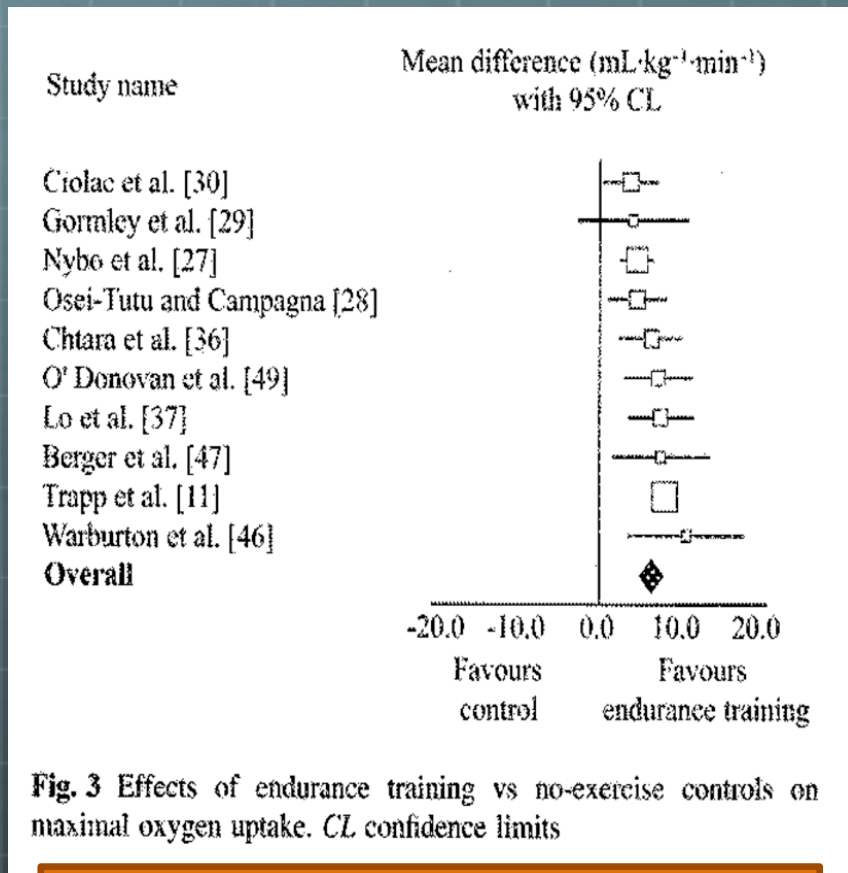 Study name
Mean difference (mL·kg⁻¹·min⁻¹)
with 95% CL
Ciolac et al. [30]
Gormley et al. [29]
Nybo et al. [27]
Osei-Tutu and Campagna [28]
Chtara et al. [36]
O' Donovan et al. [49]
Lo et al. [37]
Berger et al. [47]
Trapp et al. [11]
Warburton et al. [46]
Overall
-20.0 -10.0 0.0 10.0 20.0
Favours control
Favours endurance training
Fig. 3 Effects of endurance training vs no-exercise controls on
maximal oxygen uptake. CL confidence limits